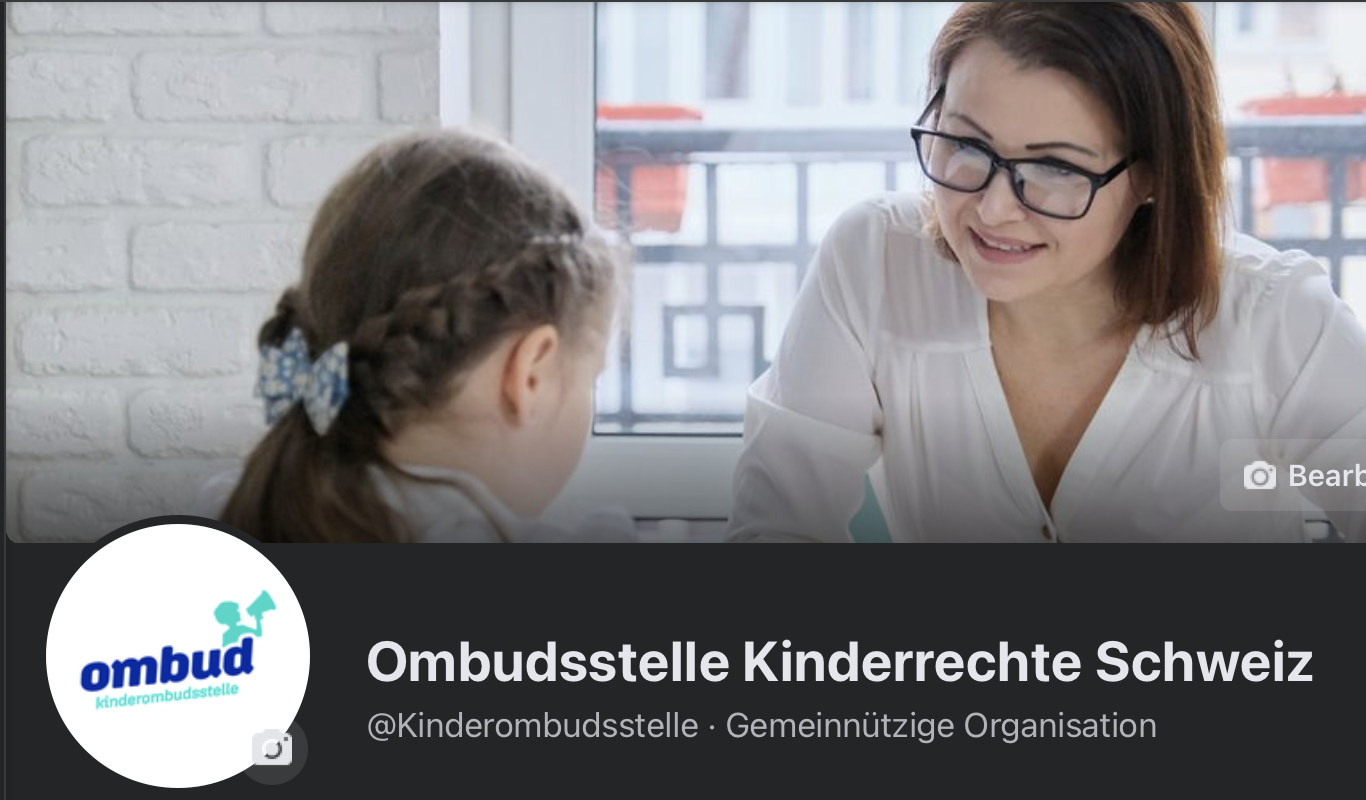 Bearb
ombud
kinderombudsstelle
Ombudsstelle Kinderrechte Schweiz
@Kinderombudsstelle · Gemeinnützige Organisation